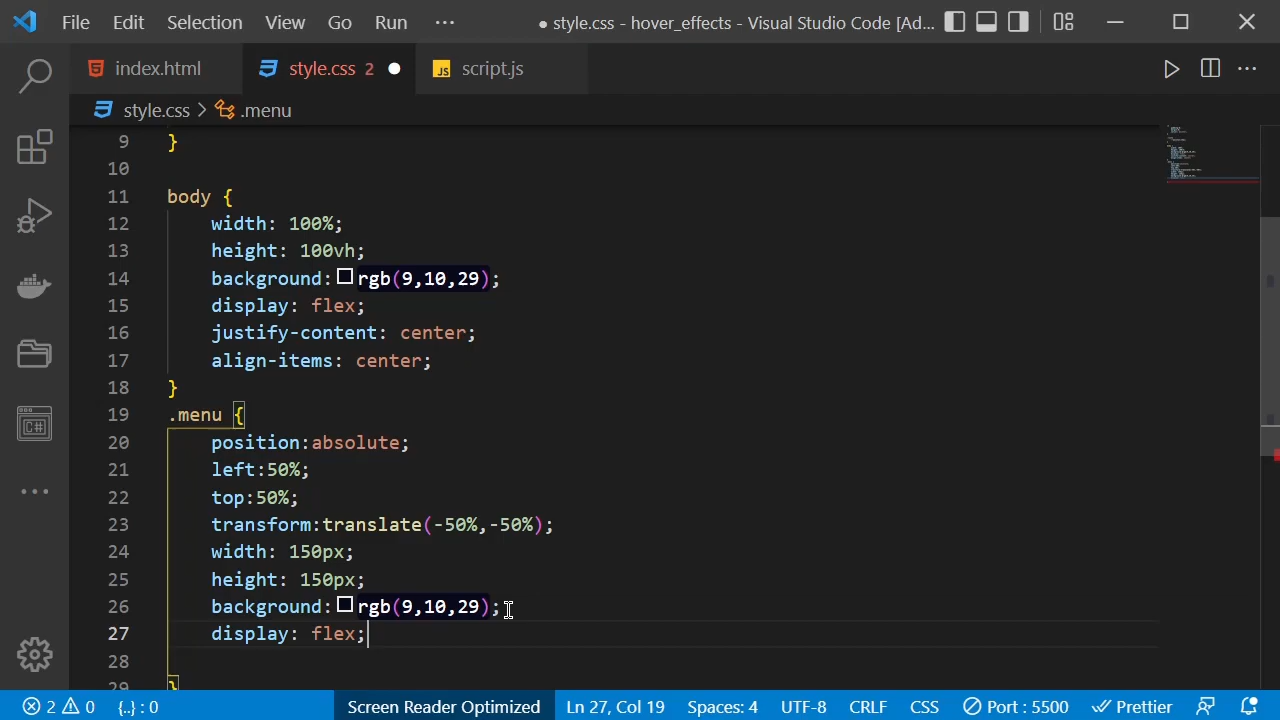 File Edit Selection View Go Run ··· ● style.css - hover_effects - Visual Studio Code [Ad...
index.html style.css 2 ● JS script.js
style.css > .menu
9 }
10
11 body {
12 width: 100%;
13 height: 100vh;
14 background: rgb(9,10,29);
15 display: flex;
16 justify-content: center;
17 align-items: center;
18 }
19 .menu {
20 position:absolute;
21 left:50%;
22 top:50%;
23 transform:translate(-50%,-50%);
24 width: 150px;
25 height: 150px;
26 background: rgb(9,10,29);
27 display: flex;
28
29 }
C#
2 0 {..} : 0 Screen Reader Optimized Ln 27, Col 19 Spaces: 4 UTF-8 CRLF CSS Port : 5500 Prettier